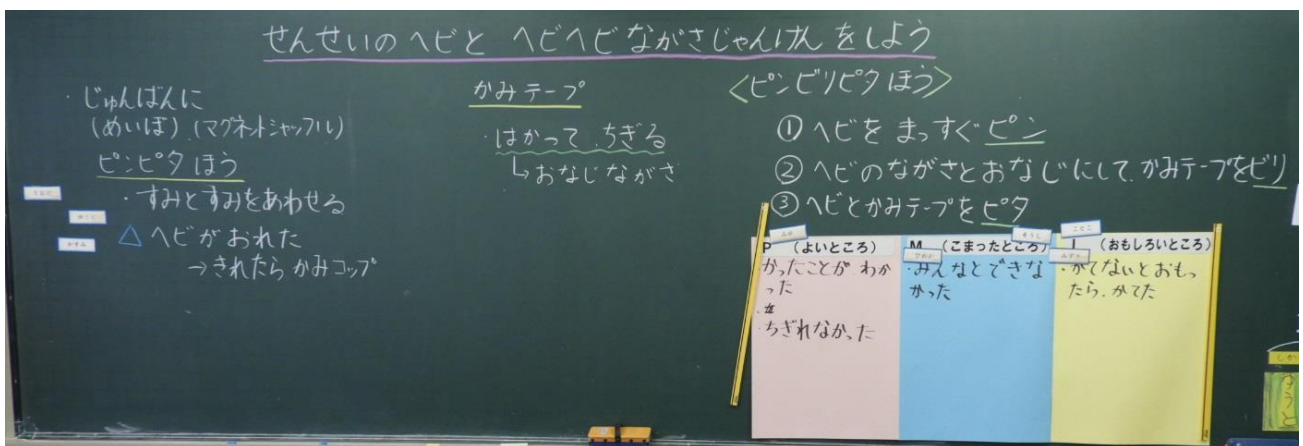 せんせいのヘビと ヘビヘビながさじゃんけんをしよう
・じゅんばんに
(めいぼ)(マグネットシャッフル)
ピンピタほう
・すみとすみをあわせる
△ ヘビがおれた
→きれたら かみコップ
かみテープ
・はかって、ちぎる
↳おなじながさ
<ピンビリピタほう>
① ヘビを まっすぐ ピン
② ヘビのながさとおなじにして、かみテープをビリ
③ ヘビとかみテープを ピタ
P (よいところ)
・かったことが わか
った
・
・ちぎれなかった
M (こまったところ)
・みんなとできな
かった
I (おもしろいところ)
・かてないとおもっ
たら、かてた